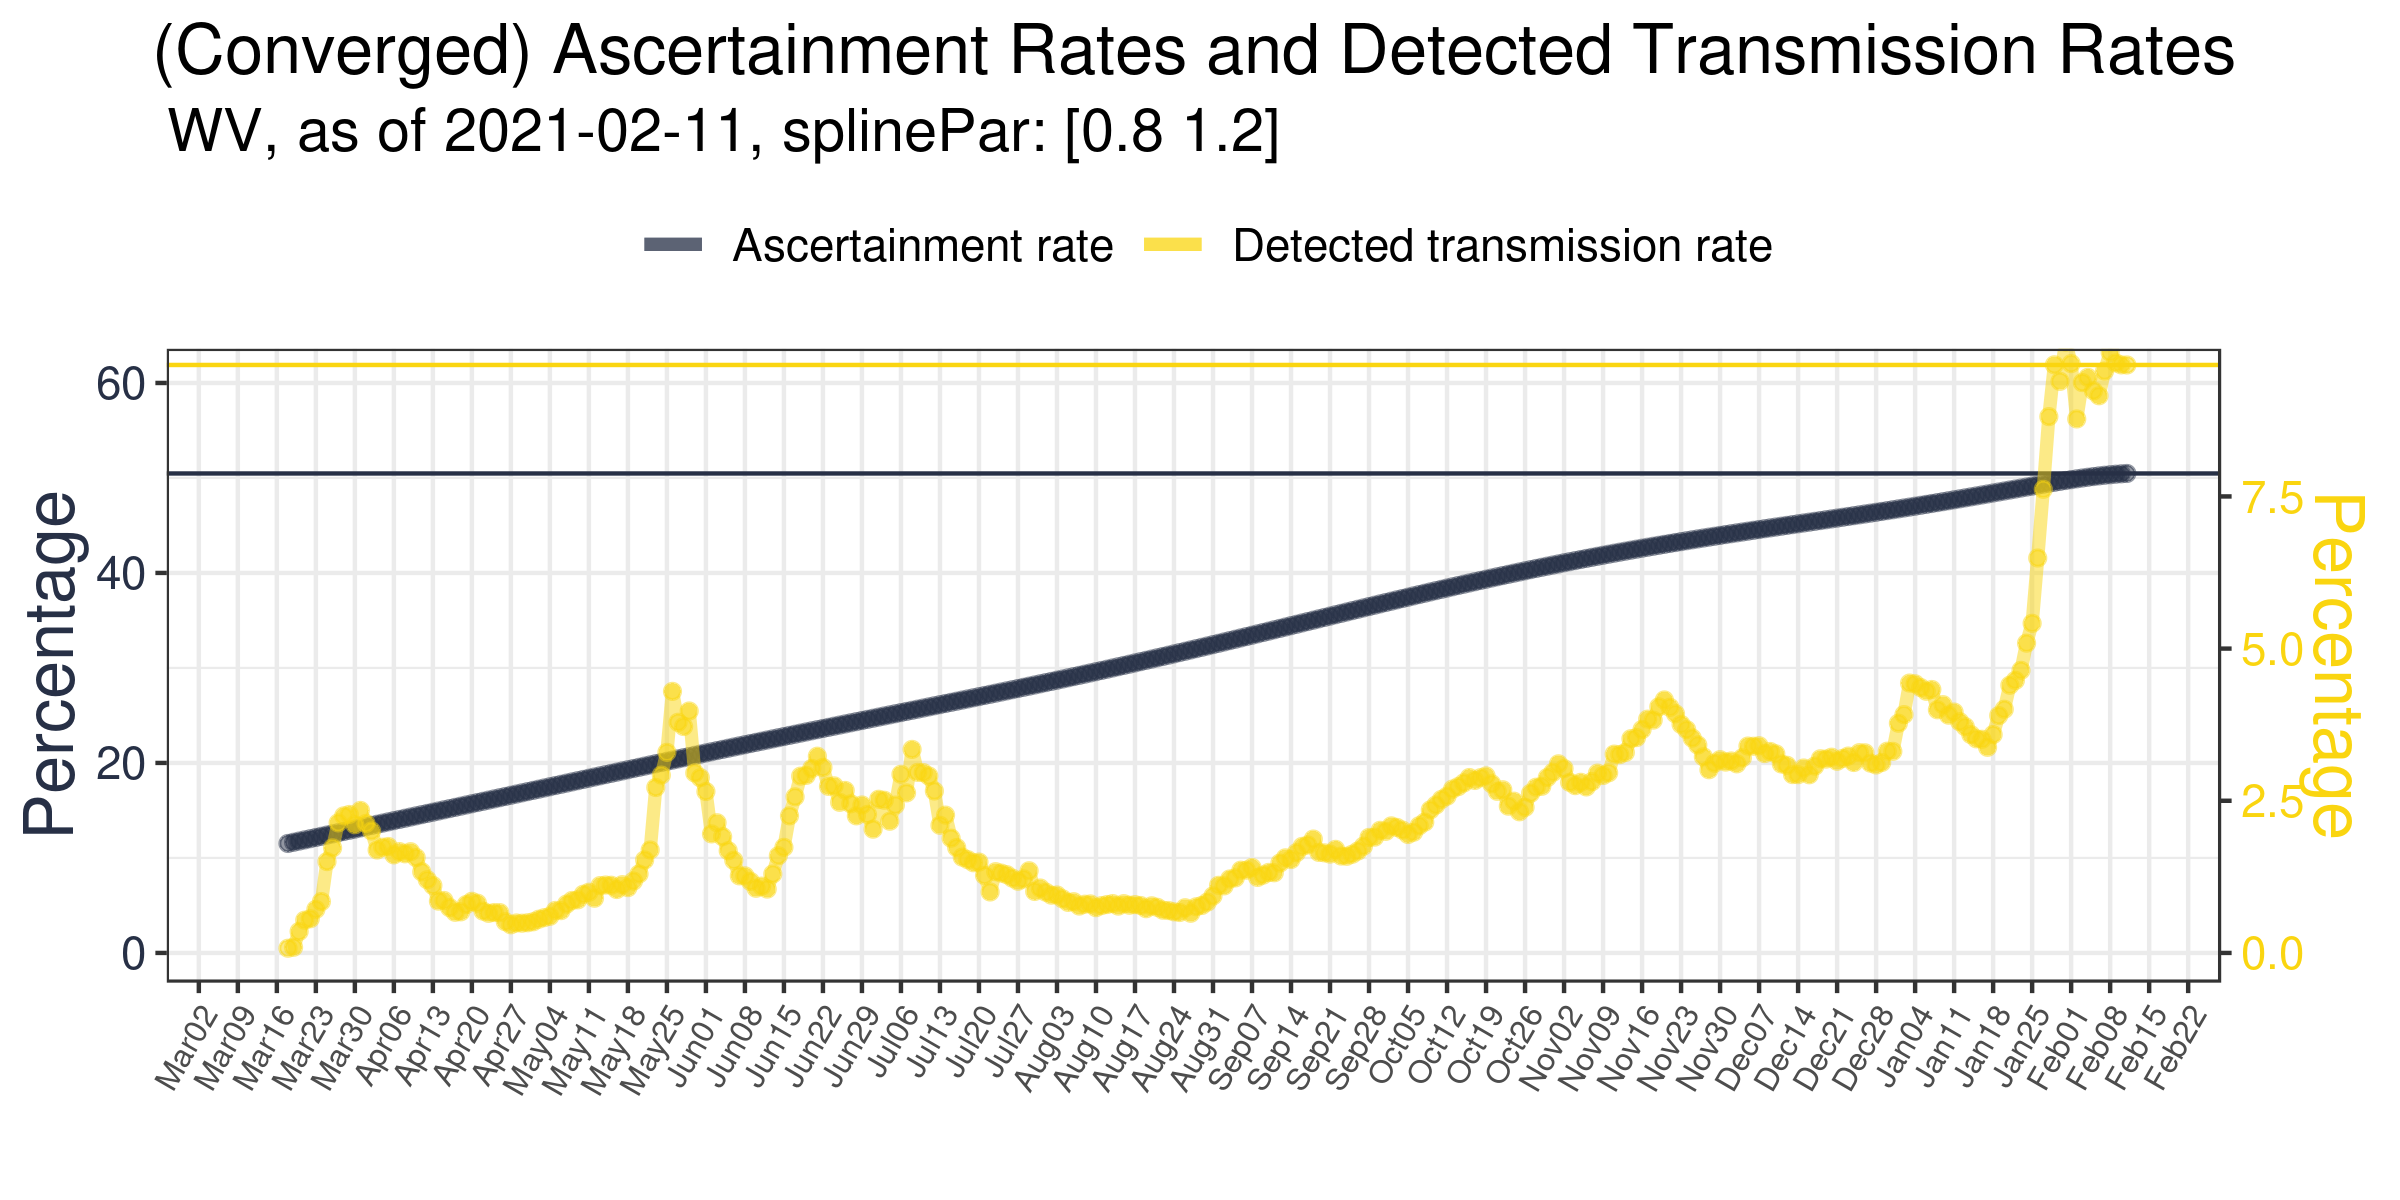 (Converged) Ascertainment Rates and Detected Transmission Rates
WV, as of 2021-02-11, splinePar: [0.8 1.2]
Ascertainment rate
Detected transmission rate
Percentage
60
40
20
0
7.5
5.0
2.5
0.0
Percentage
Mar02
Mar09
Mar16
Mar23
Mar30
Apr06
Apr13
Apr20
Apr27
May04
May11
May18
May25
Jun01
Jun08
Jun15
Jun22
Jun29
Jul06
Jul13
Jul20
Jul27
Aug03
Aug10
Aug17
Aug24
Aug31
Sep07
Sep14
Sep21
Sep28
Oct05
Oct12
Oct19
Oct26
Nov02
Nov09
Nov16
Nov23
Nov30
Dec07
Dec14
Dec21
Dec28
Jan04
Jan11
Jan18
Jan25
Feb01
Feb08
Feb15
Feb22